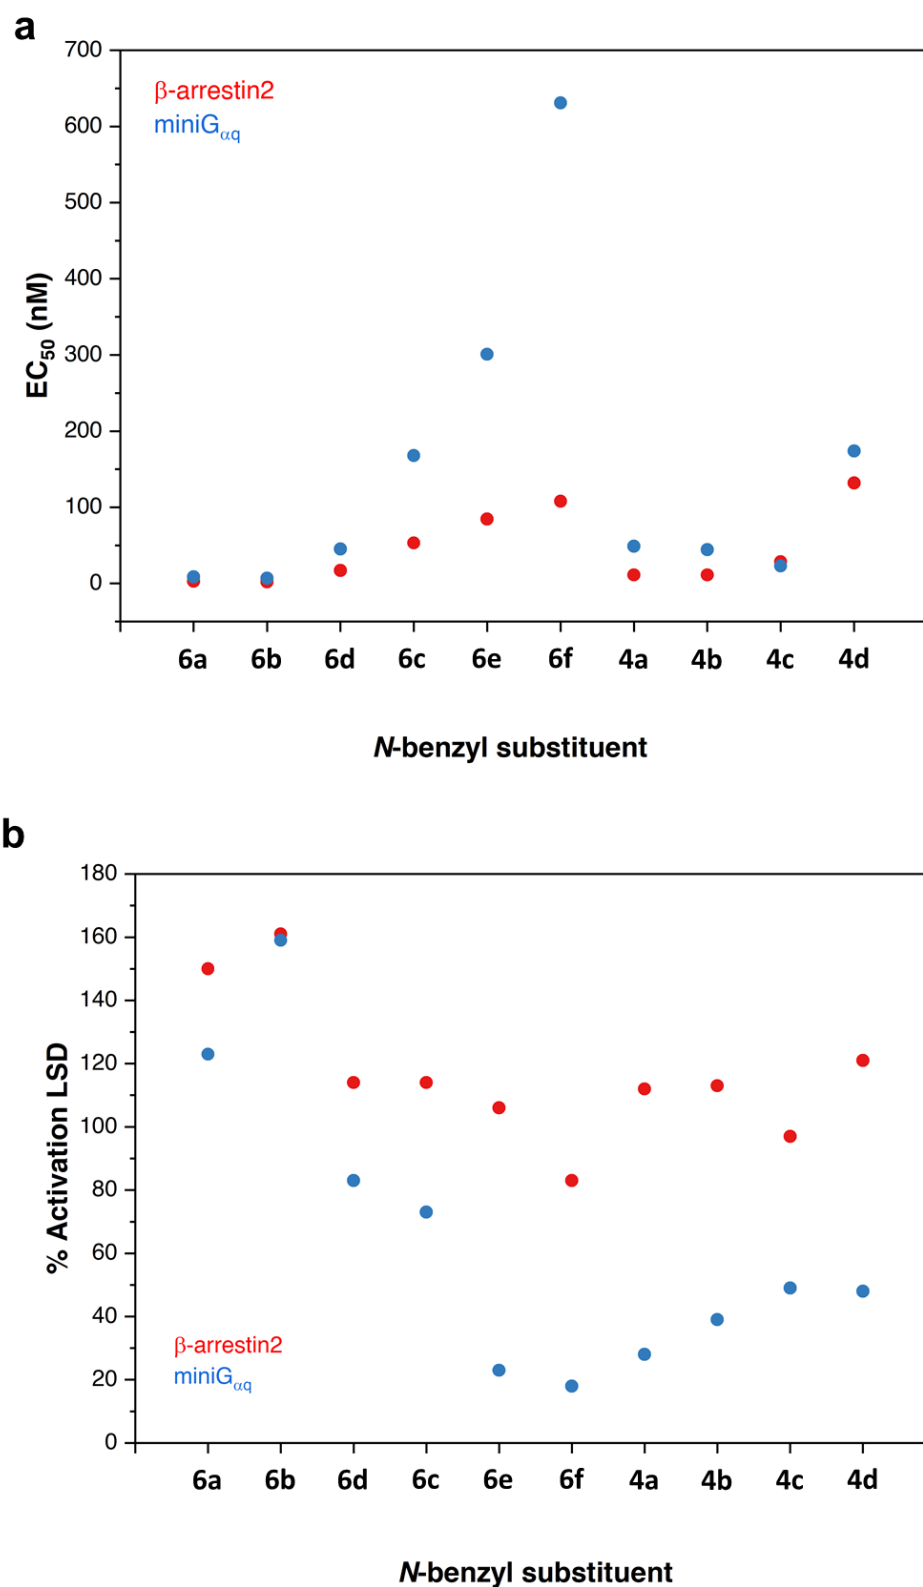 a
700
600
500
400
300
200
100
0
EC50 (nM)
β-arrestin2
miniGαq
6a 6b 6d 6c 6e 6f 4a 4b 4c 4d
N-benzyl substituent
b
180
160
140
120
100
80
60
40
20
0
% Activation LSD
β-arrestin2
miniGαq
6a 6b 6d 6c 6e 6f 4a 4b 4c 4d
N-benzyl substituent